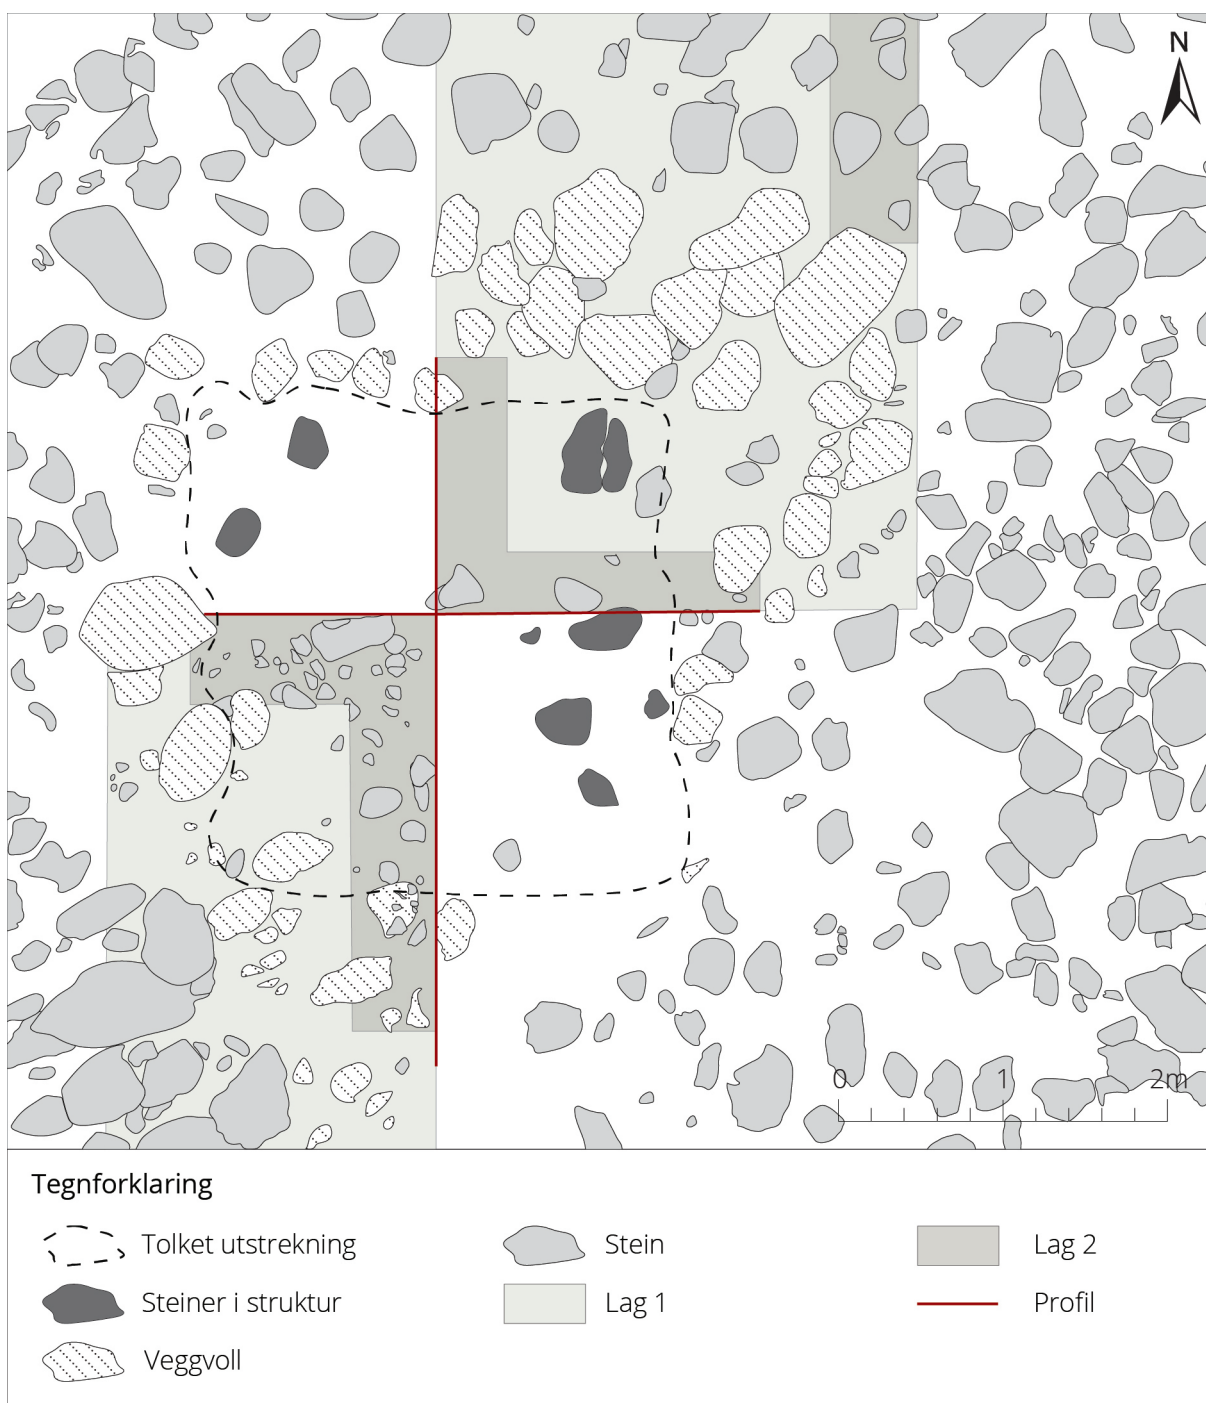 N
0 1 2m
Tegnforklaring
Tolket utstrekning
Stein
Lag 2
Steiner i struktur
Lag 1
Profil
Veggvoll